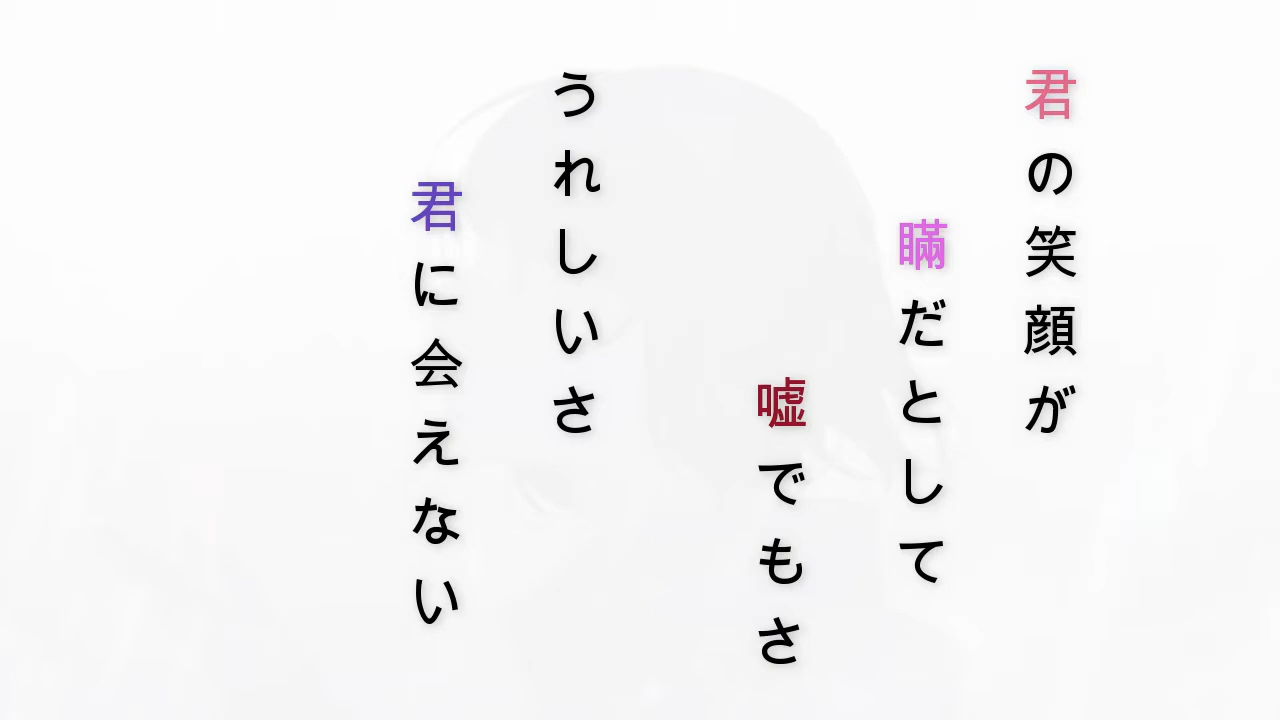 君の笑顔が
瞞だとして
嘘でもさ
うれしいさ
君に会えない